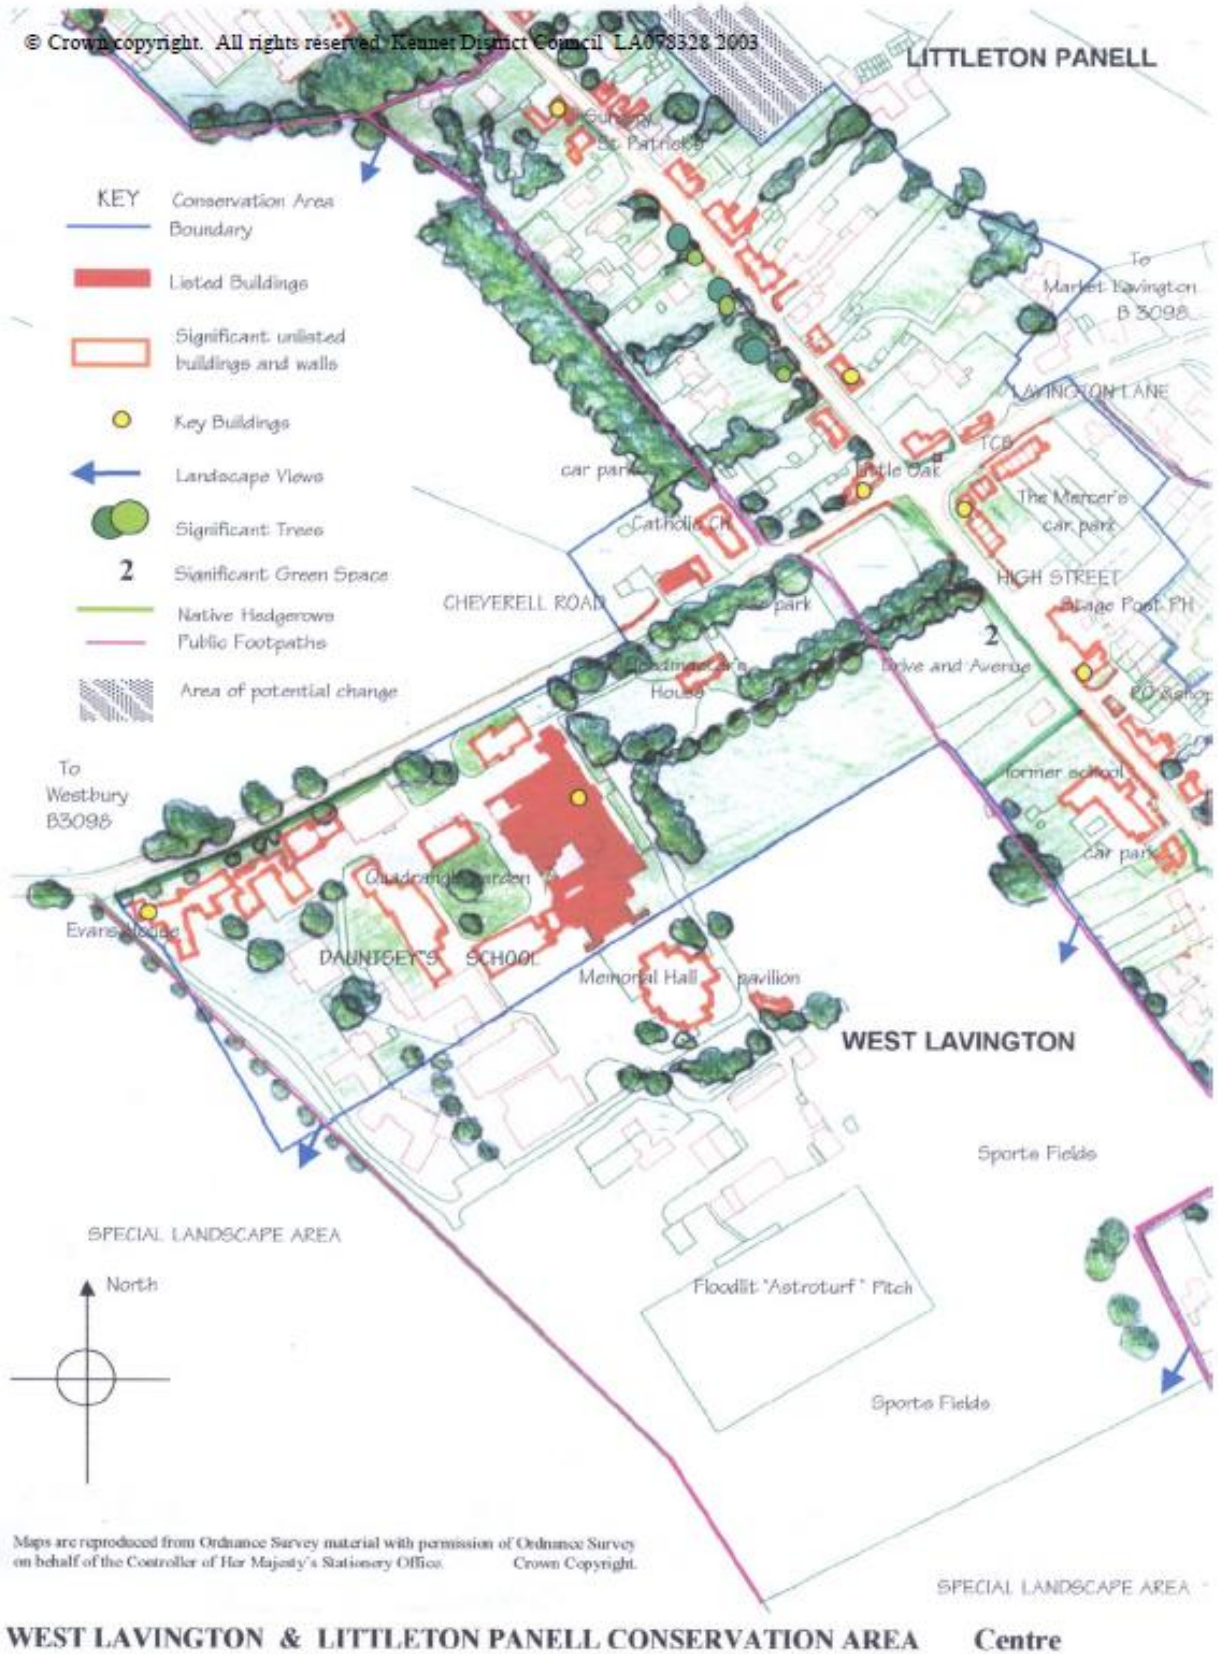 © Crown copyright. All rights reserved Kennet District Council LA078328 2003
LITTLETON PANELL
Surgery
St. Patrick's
KEY
Conservation Area
Boundary
Listed Buildings
Significant unlisted
buildings and walls
Key Buildings
Landscape Views
Significant Trees
2
Significant Green Space
Native Hedgerows
Public Footpaths
Area of potential change
To
Market Lavington
B 3098
LAVINGTON LANE
TCB
car park
Little Oak
The Mercer's
car park
Catholic Ch
HIGH STREET
CHEVERELL ROAD
car park
Stage Post PH
2
Headmaster's
House
Drive and Avenue
PO & shop
To
Westbury
B3098
former school
car park
Quadrangle garden
Evans House
DAUNTSEY'S SCHOOL
Memorial Hall
pavilion
WEST LAVINGTON
Sports Fields
SPECIAL LANDSCAPE AREA
North
Floodlit "Astroturf" Pitch
Sports Fields
Maps are reproduced from Ordnance Survey material with permission of Ordnance Survey
on behalf of the Controller of Her Majesty's Stationery Office. Crown Copyright.
SPECIAL LANDSCAPE AREA
WEST LAVINGTON & LITTLETON PANELL CONSERVATION AREA Centre